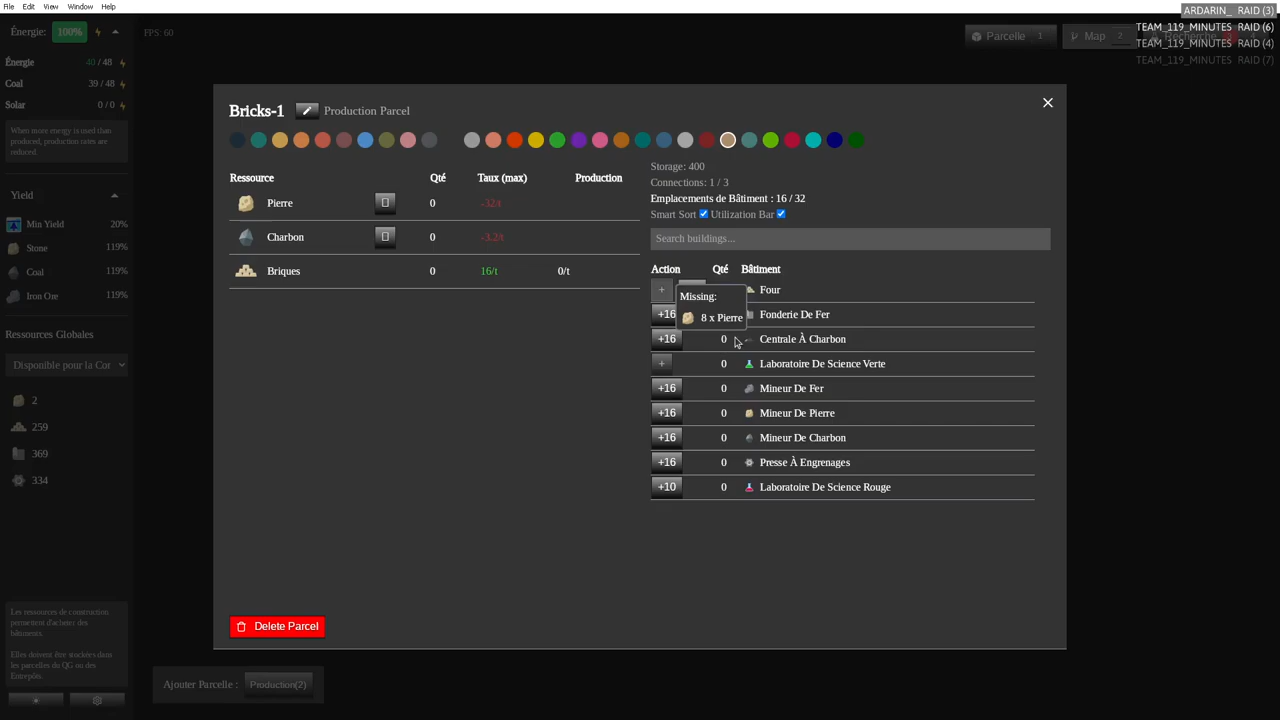 File Edit View Window Help
ARDARIN_ RAID (3)
TEAM_119_MINUTES RAID (6)
TEAM_119_MINUTES RAID (4)
TEAM_119_MINUTES RAID (7)
Énergie: 100%
FPS: 60
Parcelle 1
Map 2
Recherche
Énergie 40 / 48
Coal 39 / 48
Solar 0 / 0
When more energy is used than
produced, production rates are
reduced.
Yield
Min Yield 20%
Stone 119%
Coal 119%
Iron Ore 119%
Ressources Globales
Disponible pour la Cor
2
259
369
334
Les ressources de construction
permettent d'acheter des
bâtiments.
Elles doivent être stockées dans
les parcelles du QG ou des
Entrepôts.
Bricks-1 Production Parcel
Ressource Qté Taux (max) Production
Pierre 0 -32/t
Charbon 0 -3.2/t
Briques 0 16/t 0/t
Delete Parcel
Storage: 400
Connections: 1 / 3
Emplacements de Bâtiment : 16 / 32
Smart Sort Utilization Bar
Search buildings...
Action Qté Bâtiment
+ Four
Missing:
8 x Pierre
+16 Fonderie De Fer
+16 0 Centrale À Charbon
+ 0 Laboratoire De Science Verte
+16 0 Mineur De Fer
+16 0 Mineur De Pierre
+16 0 Mineur De Charbon
+16 0 Presse À Engrenages
+10 0 Laboratoire De Science Rouge
Ajouter Parcelle : Production(2)